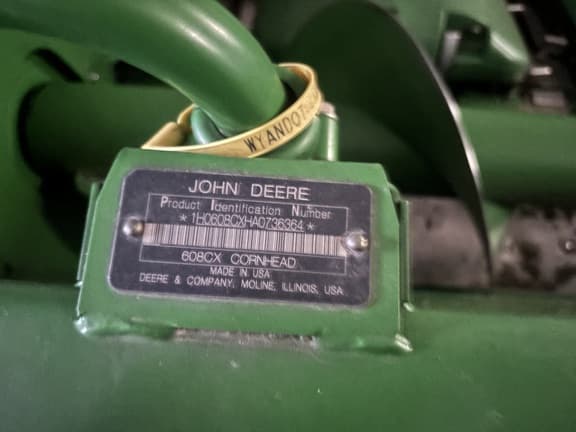 WYANDOT
JOHN DEERE
Product Identification Number
*1H0608CXHA0736364*
608CX CORNHEAD
MADE IN USA
DEERE & COMPANY, MOLINE, ILLINOIS, USA